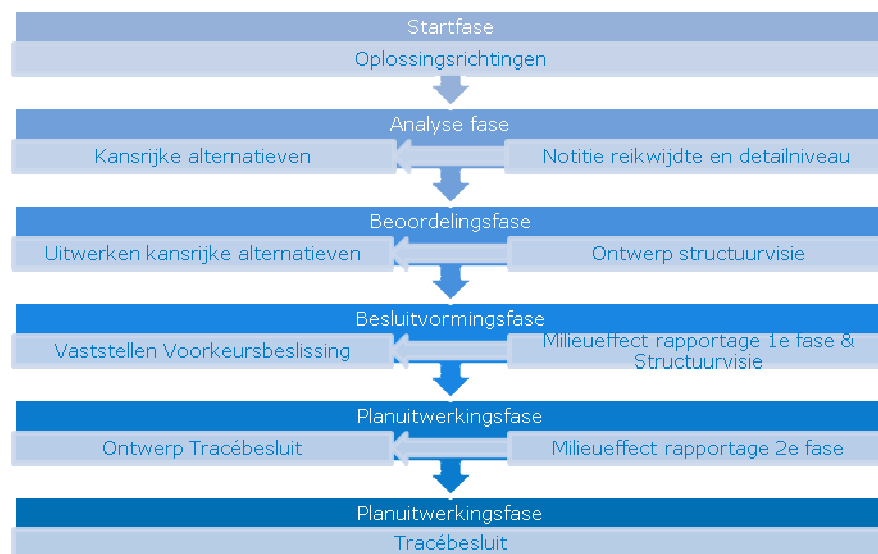 Startfase
Oplossingsrichtingen
Analyse fase
Kansrijke alternatieven
Notitie reikwijdte en detailniveau
Beoordelingsfase
Uitwerken kansrijke alternatieven
Ontwerp structuurvisie
Besluitvormingsfase
Vaststellen Voorkeursbeslissing
Milieueffect rapportage 1e fase &
Structuurvisie
Planuitwerkingsfase
Ontwerp Tracébesluit
Milieueffect rapportage 2e fase
Planuitwerkingsfase
Tracébesluit